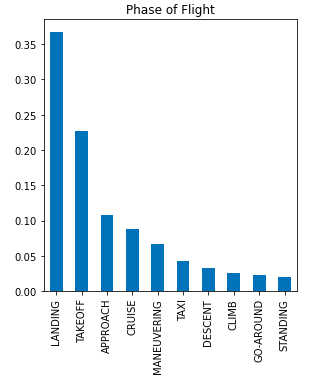 Phase of Flight
0.35
0.30
0.25
0.20
0.15
0.10
0.05
0.00
LANDING
TAKEOFF
APPROACH
CRUISE
MANEUVERING
TAXI
DESCENT
CLIMB
GO-AROUND
STANDING